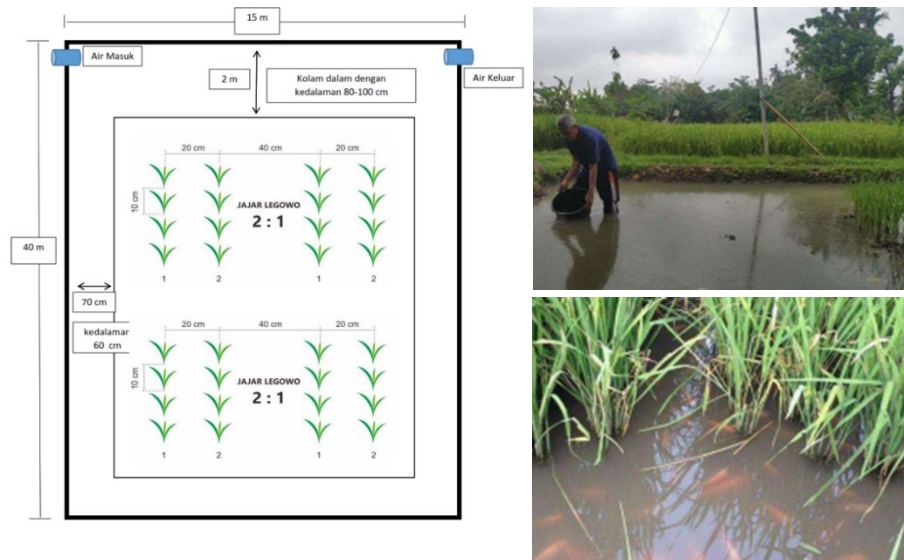 15 m
Air Masuk
Air Keluar
2 m
Kolam dalam dengan
kedalaman 80-100 cm
20 cm
40 cm
20 cm
10 cm
JAJAR LEGOWO
2 : 1
1
2
1
2
40 m
70 cm
kedalaman
60 cm
20 cm
40 cm
20 cm
10 cm
JAJAR LEGOWO
2 : 1
1
2
1
2